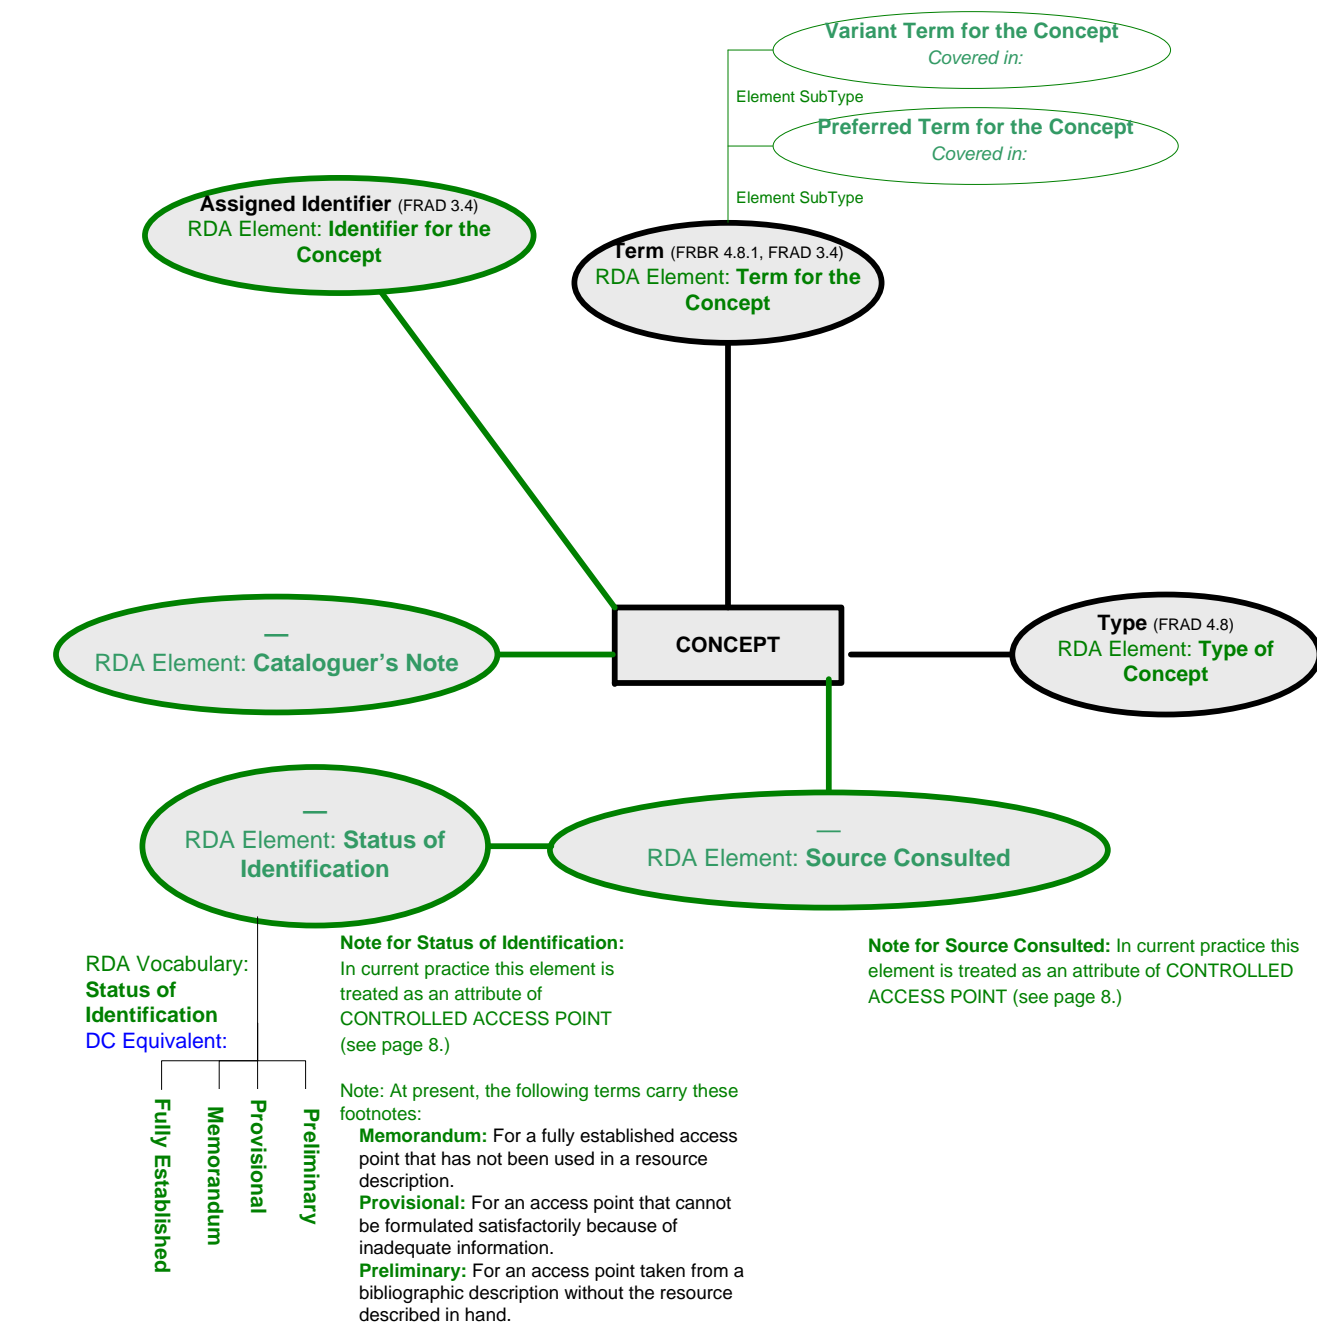 Variant Term for the Concept
Covered in:
Element SubType
Preferred Term for the Concept
Covered in:
Element SubType
Assigned Identifier (FRAD 3.4)
RDA Element: Identifier for the
Concept
Term (FRBR 4.8.1, FRAD 3.4)
RDA Element: Term for the
Concept
—
RDA Element: Cataloguer’s Note
CONCEPT
Type (FRAD 4.8)
RDA Element: Type of
Concept
—
RDA Element: Status of
Identification
—
RDA Element: Source Consulted
RDA Vocabulary:
Status of
Identification
DC Equivalent:
Fully Established
Memorandum
Provisional
Preliminary
Note for Status of Identification:
In current practice this element is
treated as an attribute of
CONTROLLED ACCESS POINT
(see page 8.)
Note for Source Consulted: In current practice this
element is treated as an attribute of CONTROLLED
ACCESS POINT (see page 8.)
Note: At present, the following terms carry these
footnotes:
Memorandum: For a fully established access
point that has not been used in a resource
description.
Provisional: For an access point that cannot
be formulated satisfactorily because of
inadequate information.
Preliminary: For an access point taken from a
bibliographic description without the resource
described in hand.